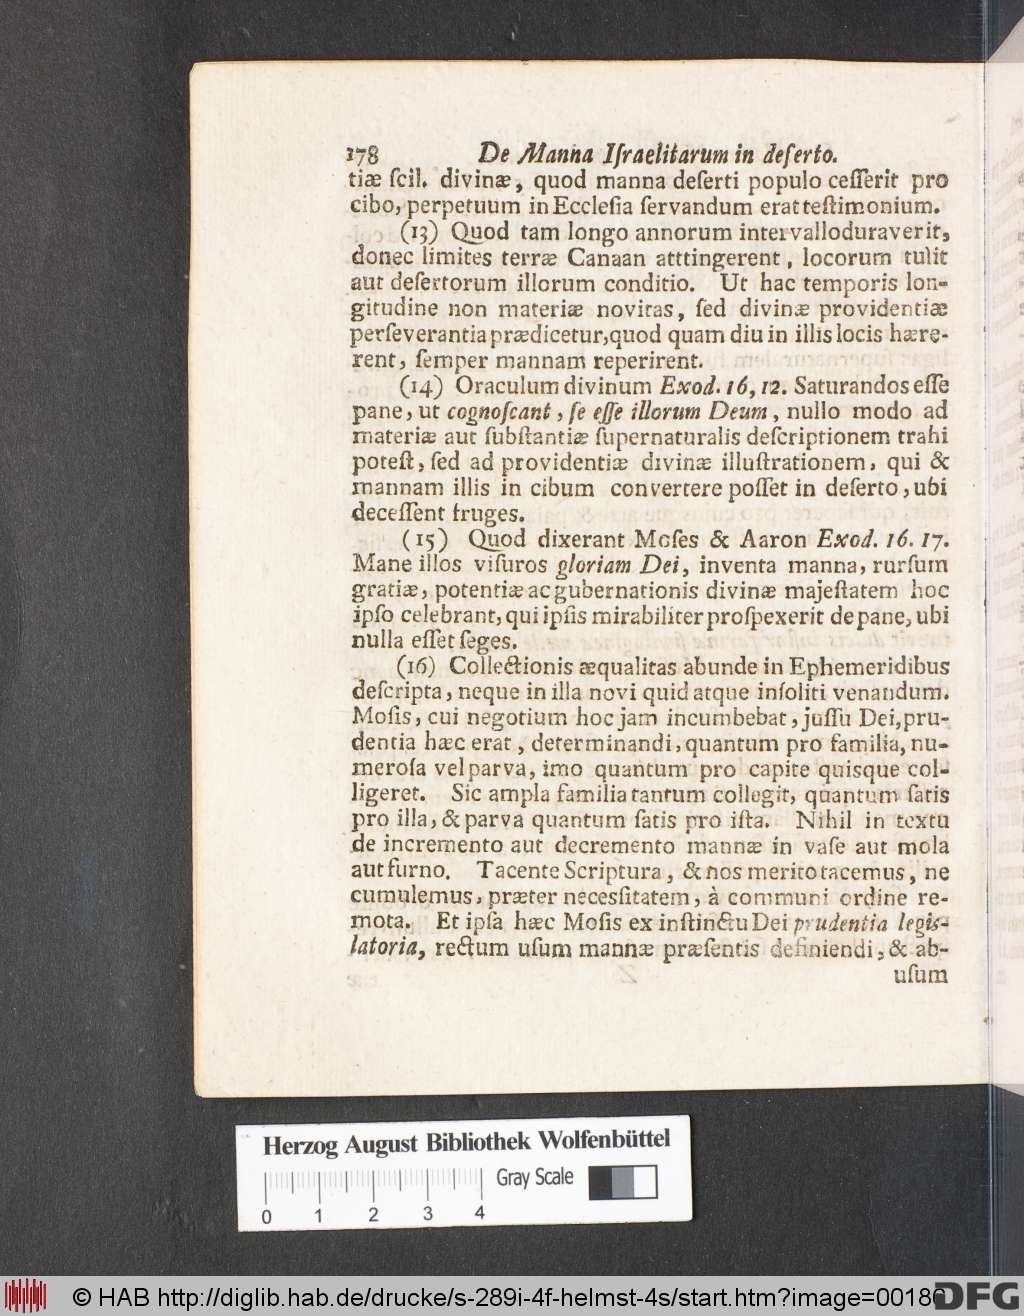 178 De Manna Iſraelitarum in deſerto.
tiæ ſcil. divinæ, quod manna deſerti populo ceſſerit pro
cibo, perpetuum in Eccleſia ſervandum erat teſtimonium.
(13) Quod tam longo annorum intervallo duraverit,
donec limites terræ Canaan atttingerent, locorum tulit
aut deſertorum illorum conditio. Ut hac temporis lon-
gitudine non materiæ novitas, ſed divinæ providentiæ
perſeverantia prædicetur, quod quam diu in illis locis hære-
rent, ſemper mannam reperirent.
(14) Oraculum divinum Exod. 16, 12. Saturandos eſſe
pane, ut cognoſcant, ſe eſſe illorum Deum, nullo modo ad
materiæ aut ſubſtantiæ ſupernaturalis deſcriptionem trahi
poteſt, ſed ad providentiæ divinæ illuſtrationem, qui &
mannam illis in cibum convertere poſſet in deſerto, ubi
deceſſent fruges.
(15) Quod dixerant Moſes & Aaron Exod. 16. 17.
Mane illos viſuros gloriam Dei, inventa manna, rurſum
gratiæ, potentiæ ac gubernationis divinæ majeſtatem hoc
ipſo celebrant, qui ipſis mirabiliter proſpexerit de pane, ubi
nulla eſſet ſeges.
(16) Collectionis æqualitas abunde in Ephemeridibus
deſcripta, neque in illa novi quid atque inſoliti venandum.
Moſis, cui negotium hoc jam incumbebat, juſſu Dei, pru-
dentia hæc erat, determinandi, quantum pro familia, nu-
meroſa vel parva, imo quantum pro capite quisque col-
ligeret. Sic ampla familia tantum collegit, quantum ſatis
pro illa, & parva quantum ſatis pro iſta. Nihil in textu
de incremento aut decremento mannæ in vaſe aut mola
aut furno. Tacente Scriptura, & nos merito tacemus, ne
cumulemus, præter necesſitatem, à communi ordine re-
mota. Et ipſa hæc Moſis ex inſtinctu Dei prudentia legis-
latoria, rectum uſum mannæ præſentis definiendi, & ab-
uſum
Herzog August Bibliothek Wolfenbüttel
Gray Scale
0 1 2 3 4
© HAB http://diglib.hab.de/drucke/s-289i-4f-helmst-4s/start.htm?image=00180
DFG